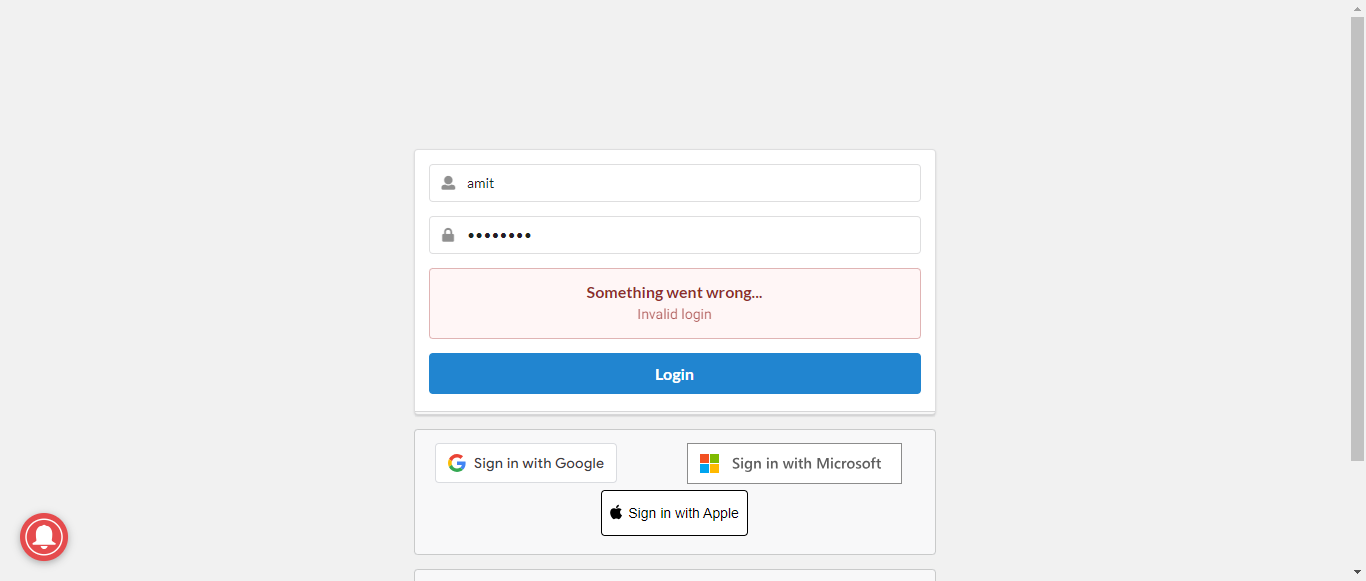 amit
••••••••
Something went wrong...
Invalid login
Login
Sign in with Google
Sign in with Microsoft
Sign in with Apple